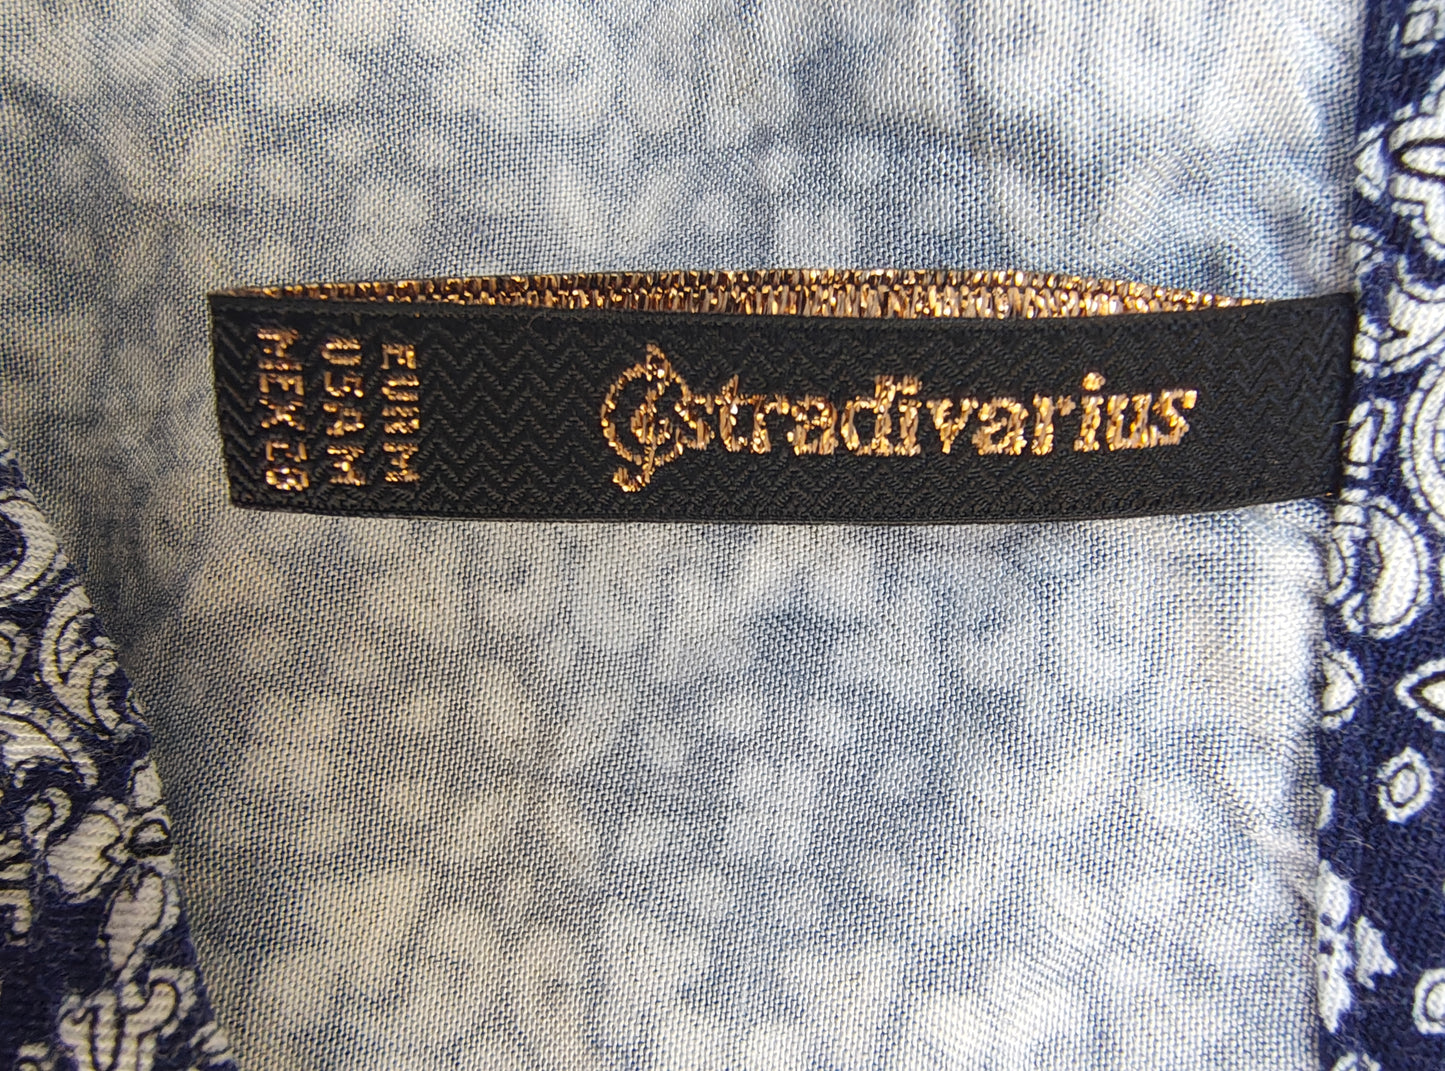 stradivarius
EUR M
USA M
MEX 28